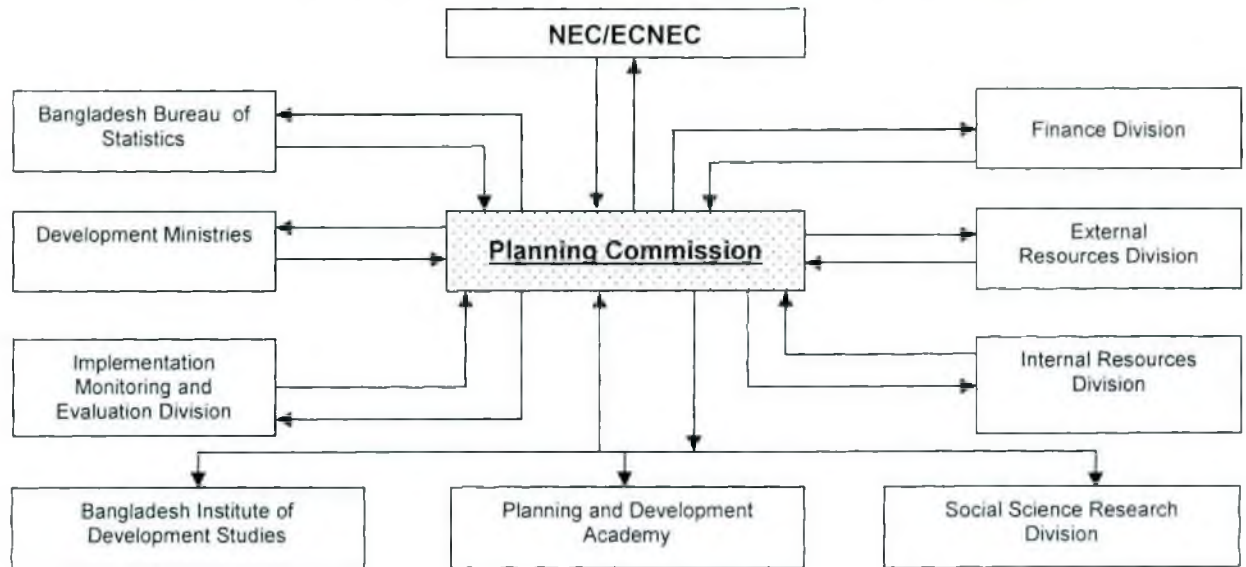 NEC/ECNEC
Bangladesh Bureau of
Statistics
Finance Division
Development Ministries
Planning Commission
External
Resources Division
Implementation
Monitoring and
Evaluation Division
Internal Resources
Division
Bangladesh Institute of
Development Studies
Planning and Development
Academy
Social Science Research
Division